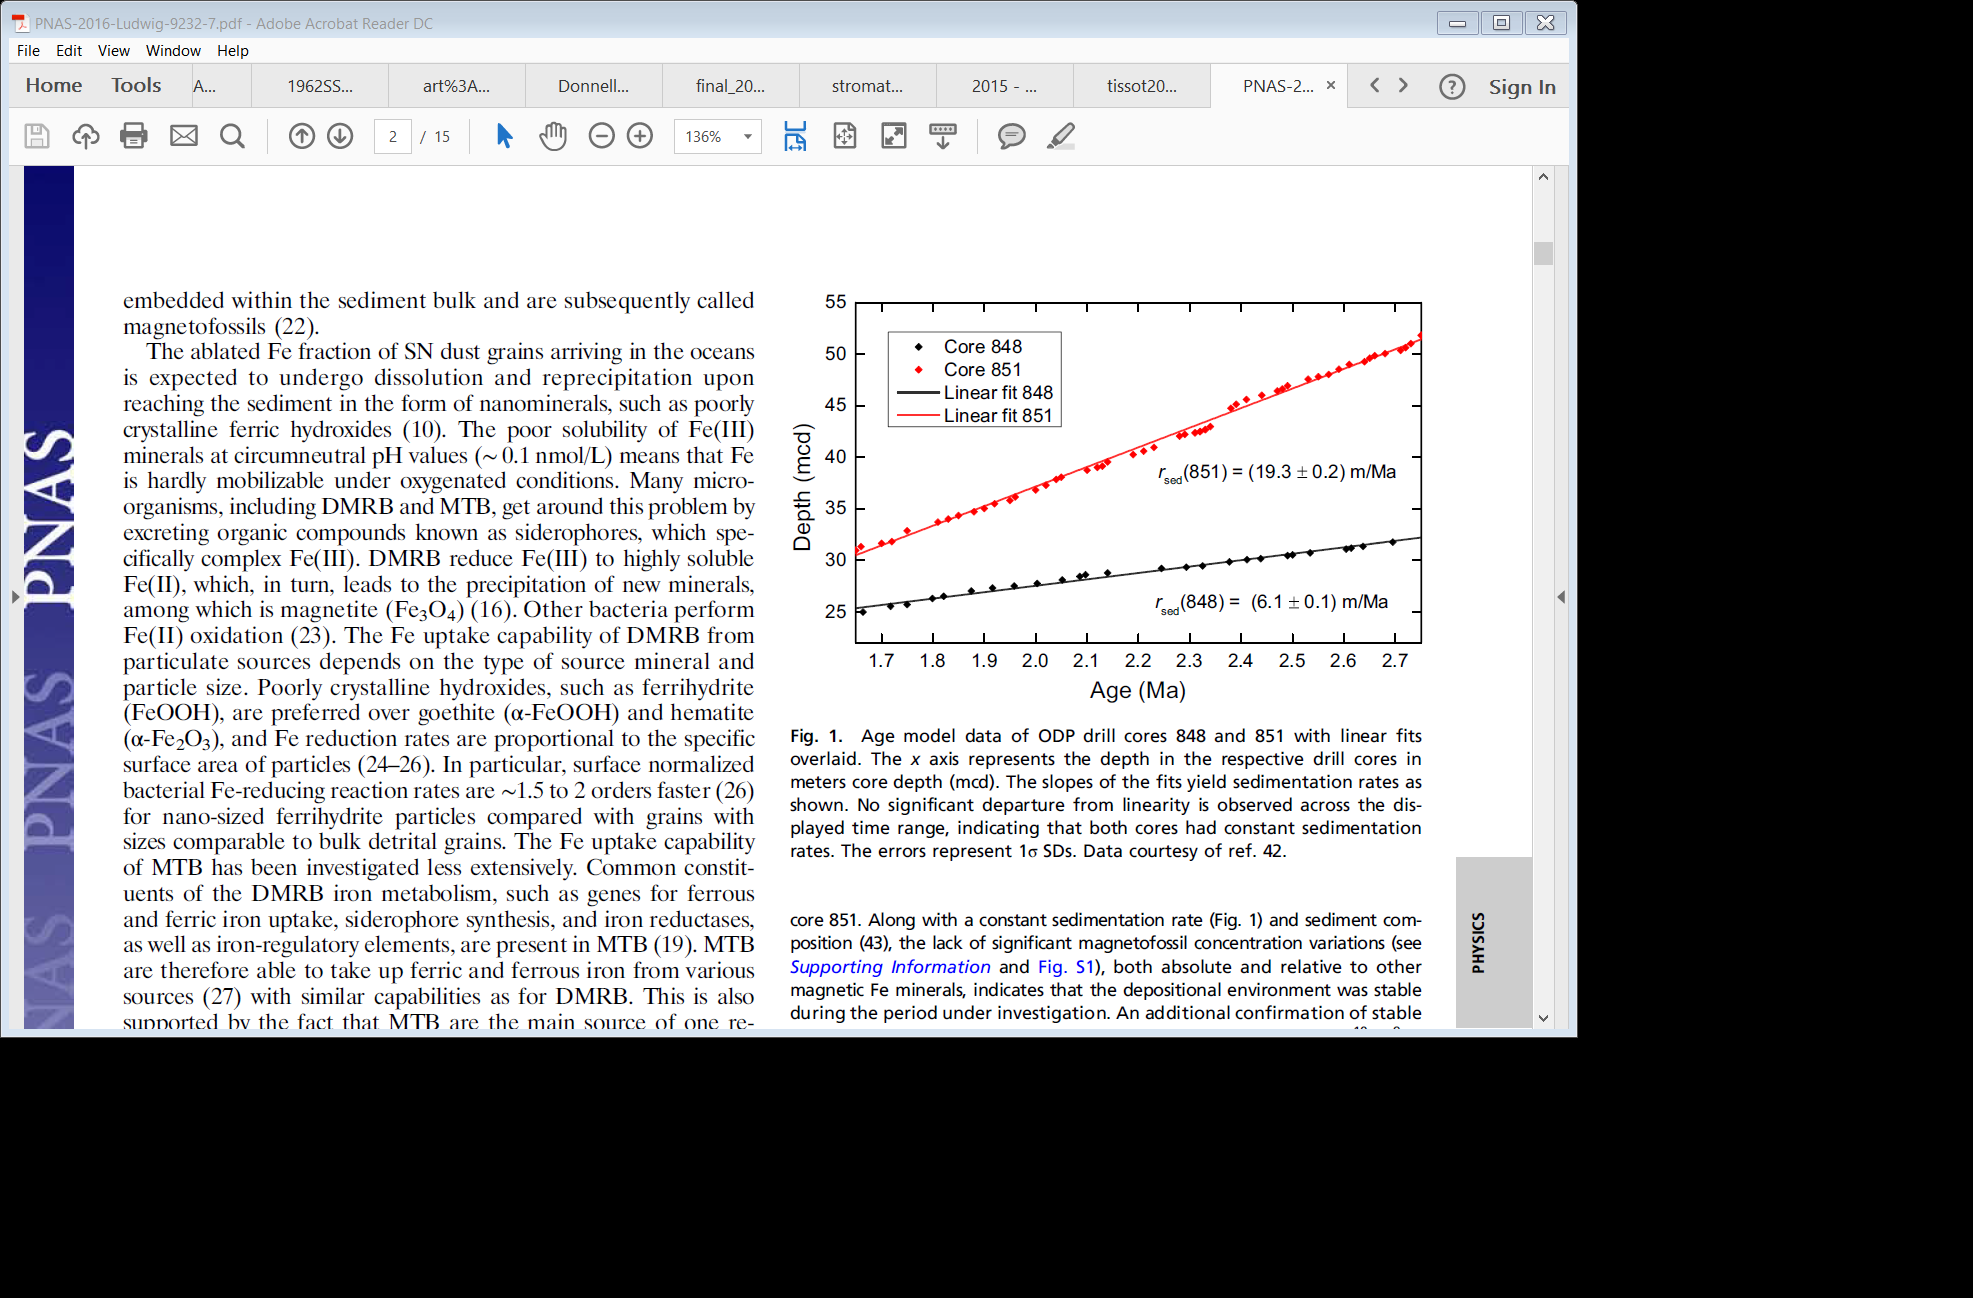 PNAS-2016-Ludwig-9232-7.pdf - Adobe Acrobat Reader DC
File Edit View Window Help
Home Tools A... 1962SS... art%3A... Donnell... final_20... stromat... 2015 - ... tissot20... PNAS-2... × Sign In
2 / 15 136%
PNAS PNAS NAS
embedded within the sediment bulk and are subsequently called
magnetofossils (22).
The ablated Fe fraction of SN dust grains arriving in the oceans
is expected to undergo dissolution and reprecipitation upon
reaching the sediment in the form of nanominerals, such as poorly
crystalline ferric hydroxides (10). The poor solubility of Fe(III)
minerals at circumneutral pH values (∼0.1 nmol/L) means that Fe
is hardly mobilizable under oxygenated conditions. Many micro-
organisms, including DMRB and MTB, get around this problem by
excreting organic compounds known as siderophores, which spe-
cifically complex Fe(III). DMRB reduce Fe(III) to highly soluble
Fe(II), which, in turn, leads to the precipitation of new minerals,
among which is magnetite (Fe₃O₄) (16). Other bacteria perform
Fe(II) oxidation (23). The Fe uptake capability of DMRB from
particulate sources depends on the type of source mineral and
particle size. Poorly crystalline hydroxides, such as ferrihydrite
(FeOOH), are preferred over goethite (α-FeOOH) and hematite
(α-Fe₂O₃), and Fe reduction rates are proportional to the specific
surface area of particles (24–26). In particular, surface normalized
bacterial Fe-reducing reaction rates are ∼1.5 to 2 orders faster (26)
for nano-sized ferrihydrite particles compared with grains with
sizes comparable to bulk detrital grains. The Fe uptake capability
of MTB has been investigated less extensively. Common constit-
uents of the DMRB iron metabolism, such as genes for ferrous
and ferric iron uptake, siderophore synthesis, and iron reductases,
as well as iron-regulatory elements, are present in MTB (19). MTB
are therefore able to take up ferric and ferrous iron from various
sources (27) with similar capabilities as for DMRB. This is also
supported by the fact that MTB are the main source of one re-
55
50
45
40
35
30
25
Depth (mcd)
Core 848
Core 851
Linear fit 848
Linear fit 851
r_sed(851) = (19.3 ± 0.2) m/Ma
r_sed(848) = (6.1 ± 0.1) m/Ma
1.7 1.8 1.9 2.0 2.1 2.2 2.3 2.4 2.5 2.6 2.7
Age (Ma)
Fig. 1. Age model data of ODP drill cores 848 and 851 with linear fits
overlaid. The x axis represents the depth in the respective drill cores in
meters core depth (mcd). The slopes of the fits yield sedimentation rates as
shown. No significant departure from linearity is observed across the dis-
played time range, indicating that both cores had constant sedimentation
rates. The errors represent 1σ SDs. Data courtesy of ref. 42.
core 851. Along with a constant sedimentation rate (Fig. 1) and sediment com-
position (43), the lack of significant magnetofossil concentration variations (see
Supporting Information and Fig. S1), both absolute and relative to other
magnetic Fe minerals, indicates that the depositional environment was stable
during the period under investigation. An additional confirmation of stable
PHYSICS